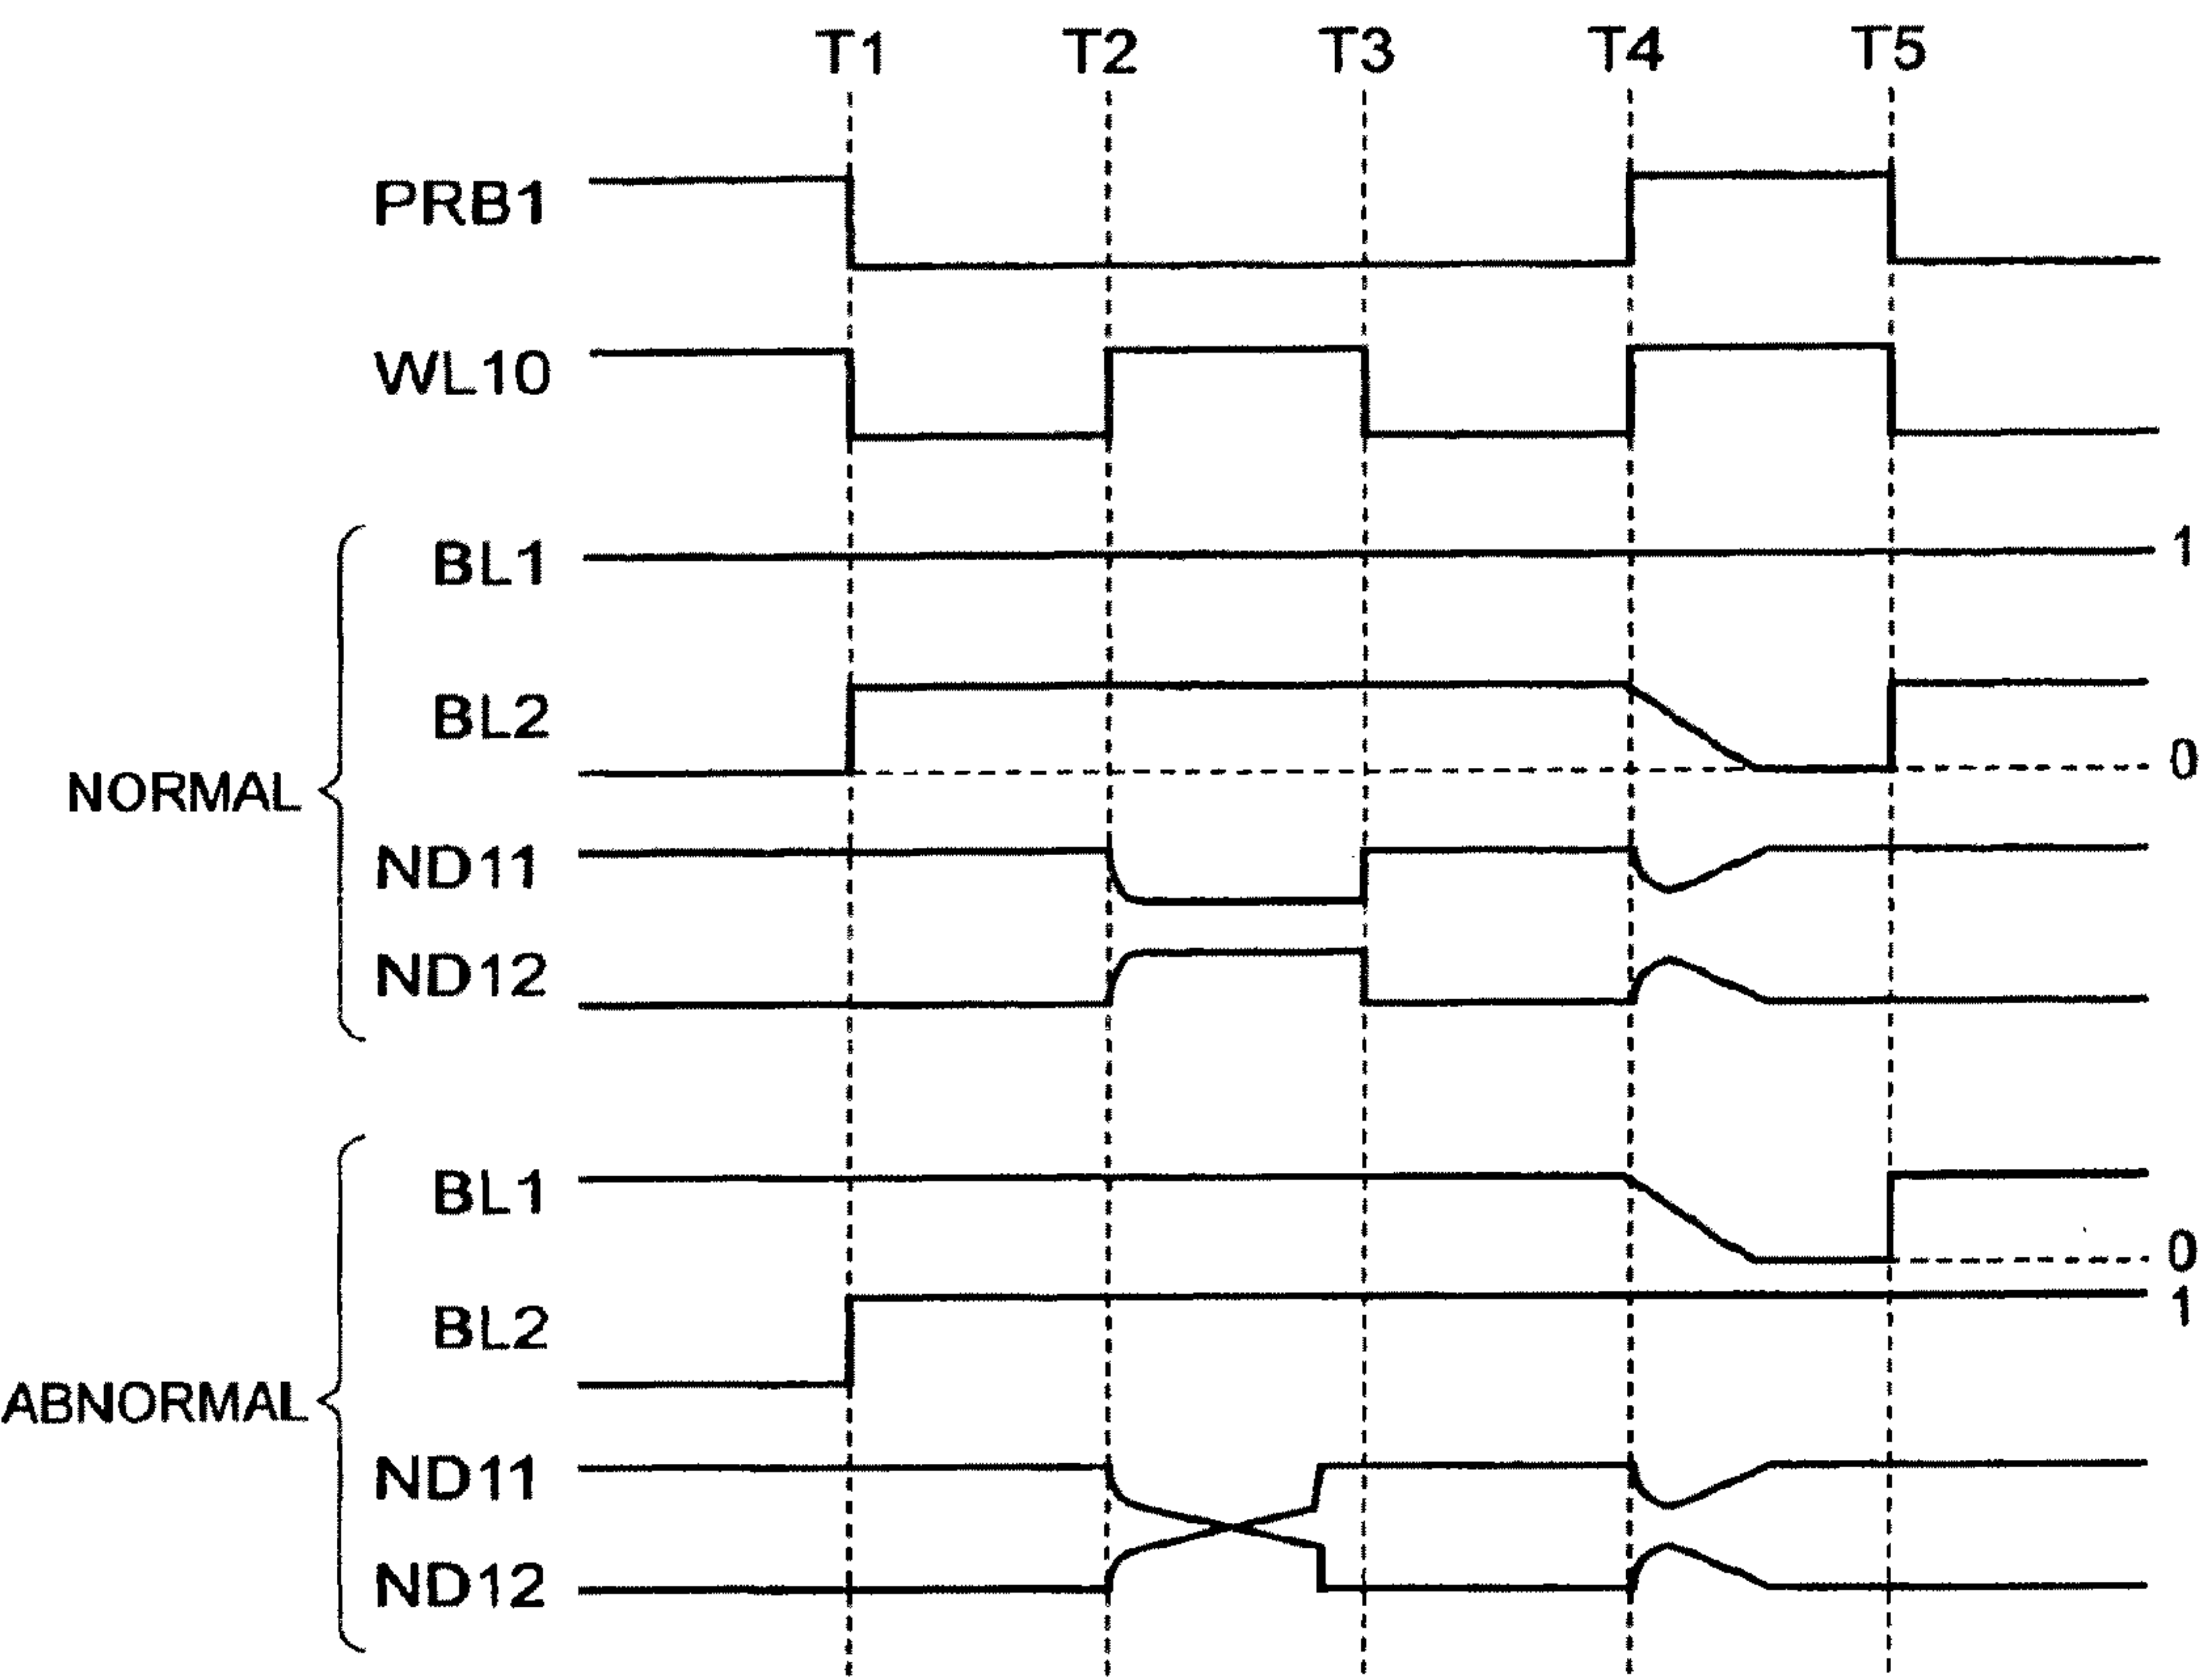 T1 T2 T3 T4 T5
PRB1
WL10
BL1 1
BL2
0
NORMAL
ND11
ND12
BL1
0
BL2 1
ABNORMAL
ND11
ND12